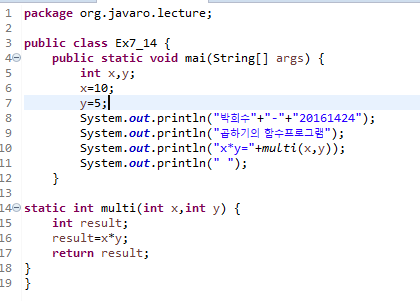 1 package org.javaro.lecture;
2
3 public class Ex7_14 {
4 public static void mai(String[] args) {
5 int x,y;
6 x=10;
7 y=5;
8 System.out.println("박희수"+"-"+"20161424");
9 System.out.println("곱하기의 함수프로그램");
10 System.out.println("x*y="+multi(x,y));
11 System.out.println(" ");
12 }
13
14 static int multi(int x,int y) {
15 int result;
16 result=x*y;
17 return result;
18 }
19 }